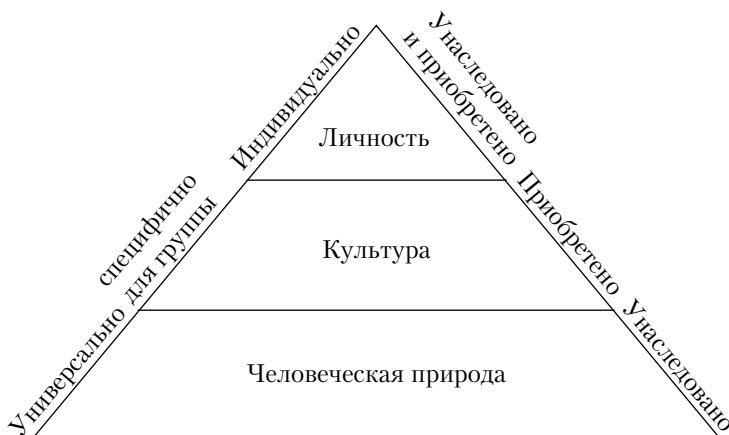 Индивидуально
Унаследовано
и приобретено
Личность
специфично
для группы
Приобретено
Культура
Универсально
Унаследовано
Человеческая природа